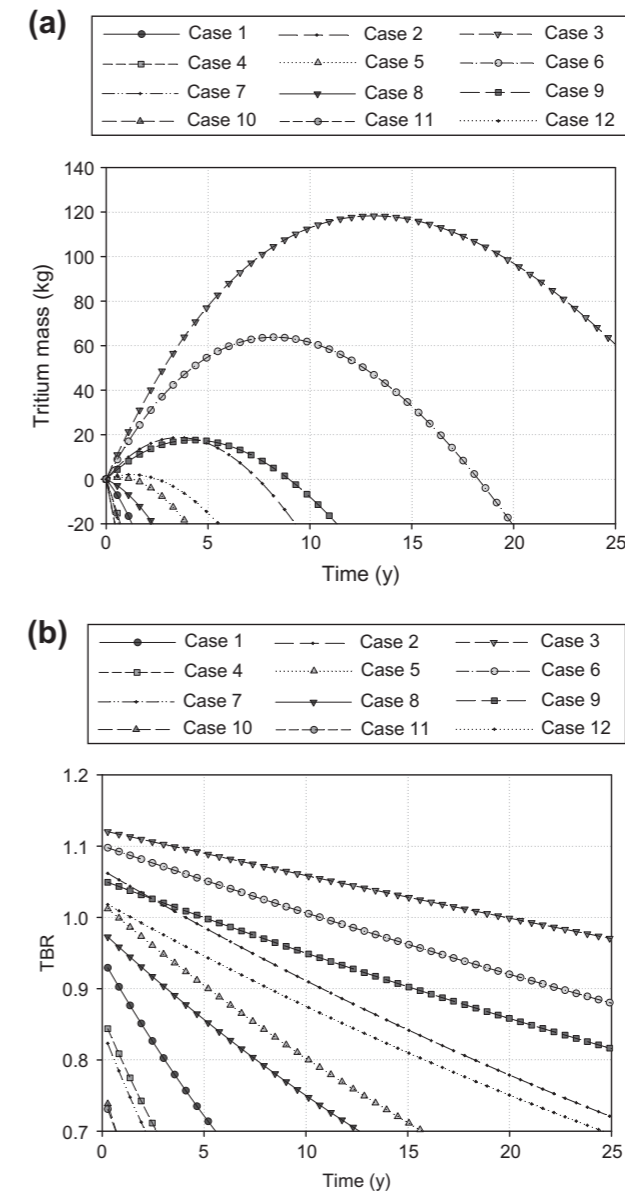 (a)
Case 1 Case 2 Case 3
Case 4 Case 5 Case 6
Case 7 Case 8 Case 9
Case 10 Case 11 Case 12
140
120
100
80
60
40
20
0
-20
Tritium mass (kg)
0 5 10 15 20 25
Time (y)
(b)
Case 1 Case 2 Case 3
Case 4 Case 5 Case 6
Case 7 Case 8 Case 9
Case 10 Case 11 Case 12
1.2
1.1
1.0
0.9
0.8
0.7
TBR
0 5 10 15 20 25
Time (y)